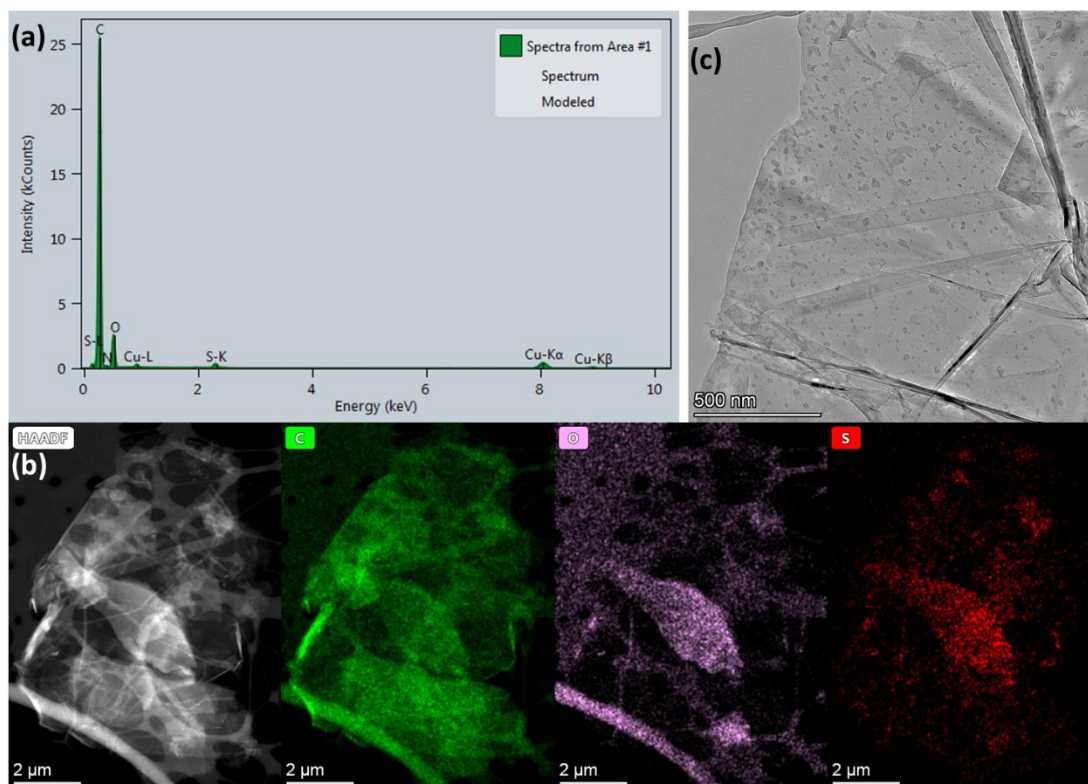 (a)
C
25
20
15
10
5
0
Intensity (kCounts)
Spectra from Area #1
Spectrum
Modeled
S-L
N
O
Cu-L
S-K
Cu-Kα
Cu-Kβ
0
2
4
6
8
10
Energy (keV)
(c)
500 nm
HAADF
(b)
C
O
S
2 μm
2 μm
2 μm
2 μm